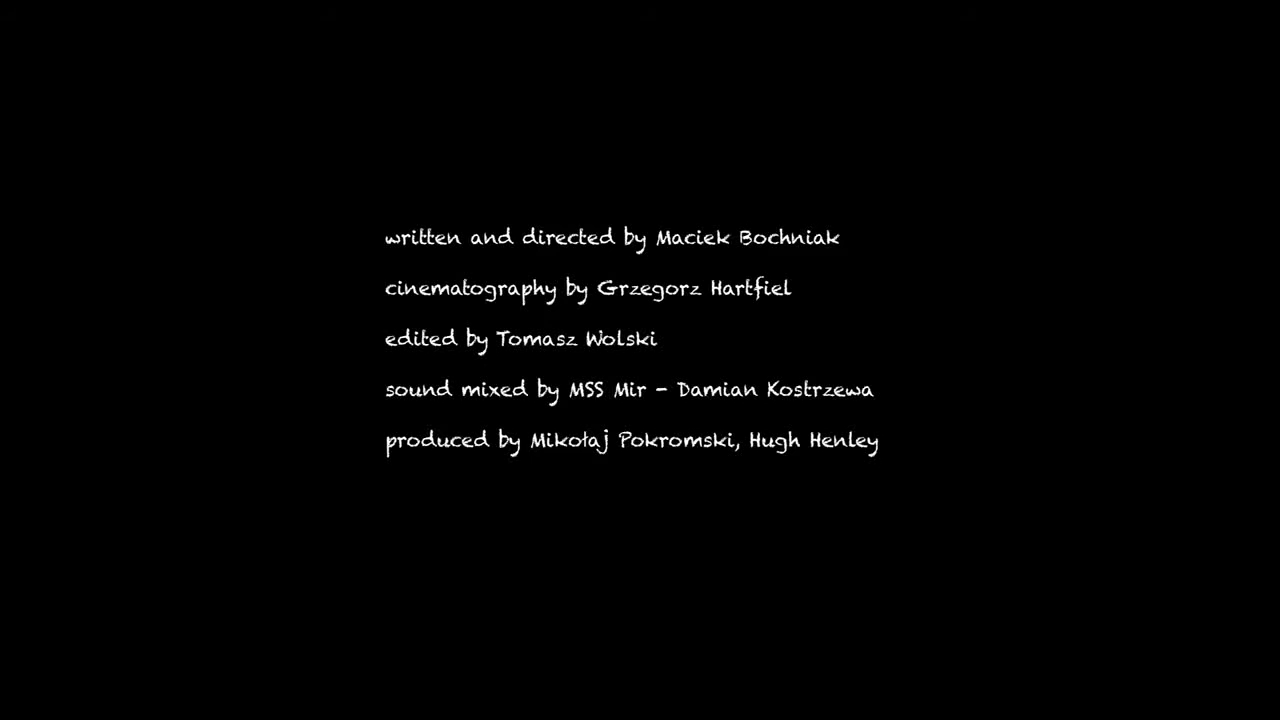 written and directed by Maciek Bochniak
cinematography by Grzegorz Hartfiel
edited by Tomasz Wolski
sound mixed by MSS Mir - Damian Kostrzewa
produced by Mikołaj Pokromski, Hugh Henley